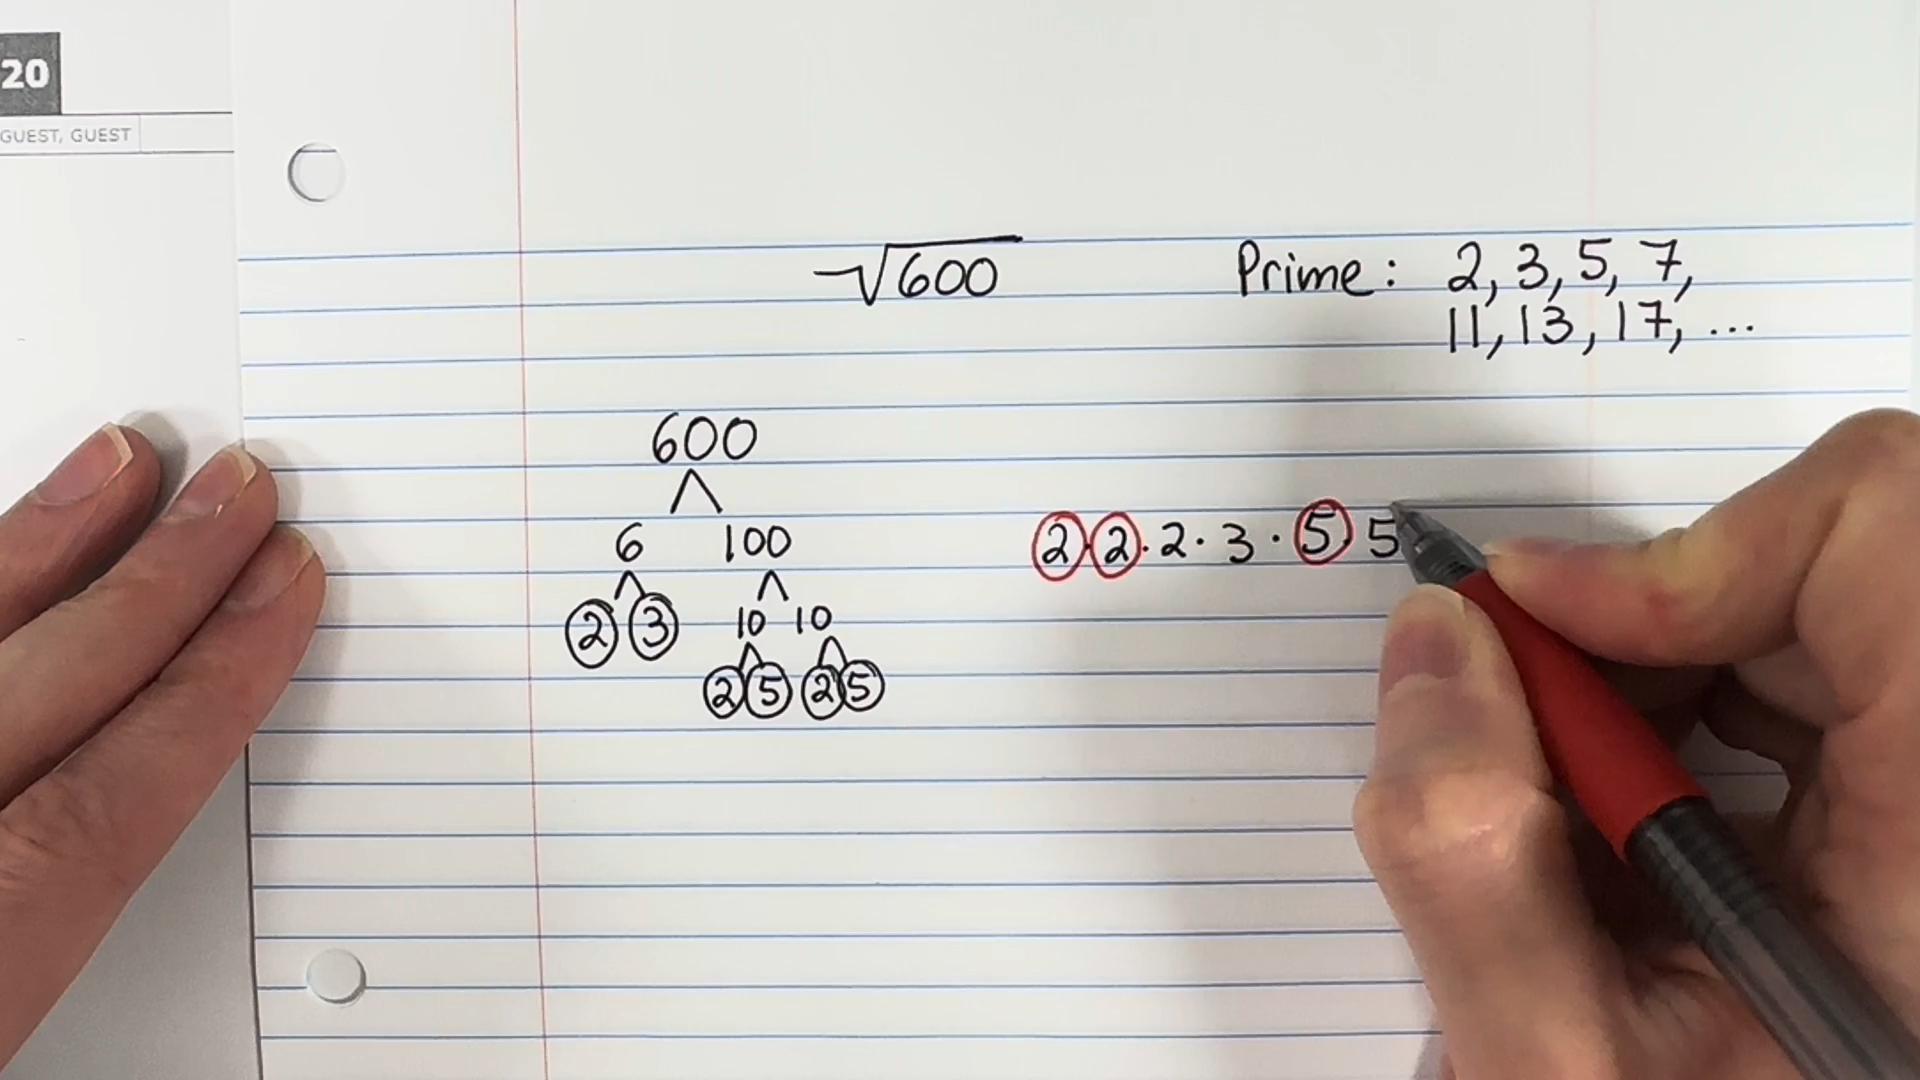 20
GUEST, GUEST
√600
Prime: 2, 3, 5, 7,
11, 13, 17, ...
600
6 100
2 3 10 10
2 5 2 5
2 · 2 · 2 · 3 · 5 · 5